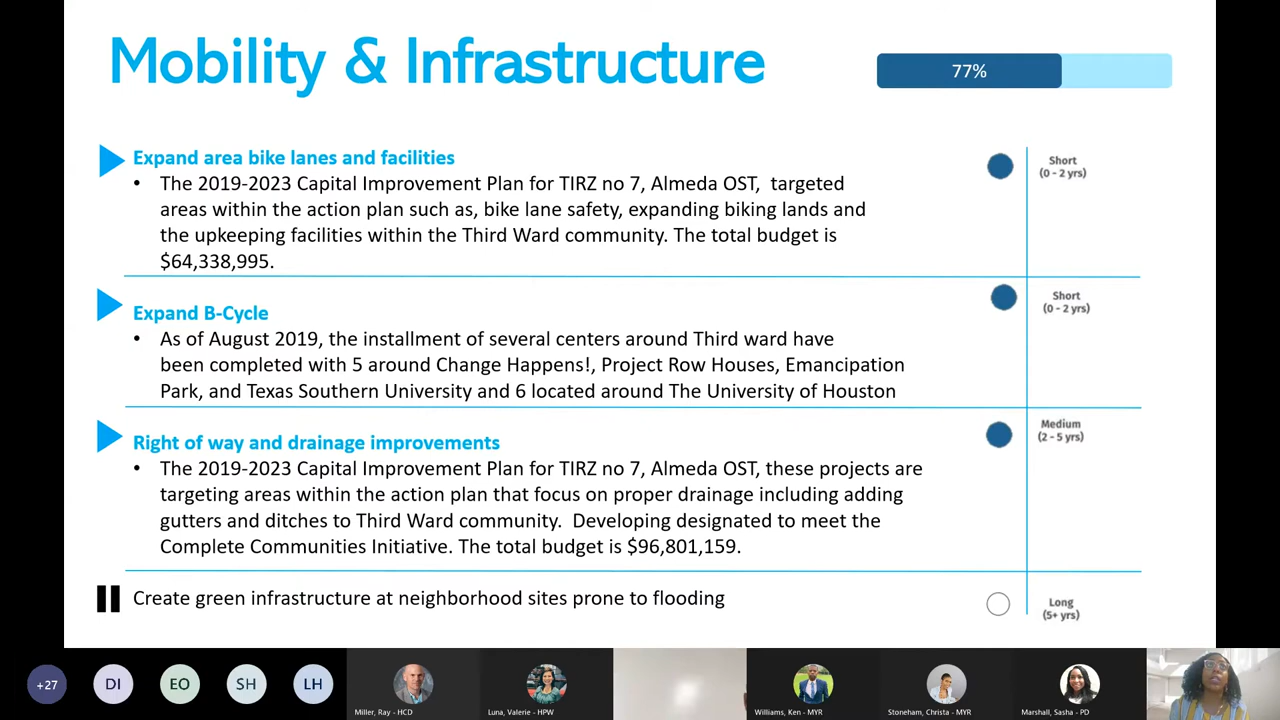 Mobility & Infrastructure
77%
Expand area bike lanes and facilities
• The 2019-2023 Capital Improvement Plan for TIRZ no 7, Almeda OST,  targeted
areas within the action plan such as, bike lane safety, expanding biking lands and
the upkeeping facilities within the Third Ward community. The total budget is
$64,338,995.
Short
(0 - 2 yrs)
Expand B-Cycle
• As of August 2019, the installment of several centers around Third ward have
been completed with 5 around Change Happens!, Project Row Houses, Emancipation
Park, and Texas Southern University and 6 located around The University of Houston
Short
(0 - 2 yrs)
Right of way and drainage improvements
• The 2019-2023 Capital Improvement Plan for TIRZ no 7, Almeda OST, these projects are
targeting areas within the action plan that focus on proper drainage including adding
gutters and ditches to Third Ward community.  Developing designated to meet the
Complete Communities Initiative. The total budget is $96,801,159.
Medium
(2 - 5 yrs)
Create green infrastructure at neighborhood sites prone to flooding
Long
(5+ yrs)
+27
DI
EO
SH
LH
Miller, Ray - HCD
Luna, Valerie - HPW
Williams, Ken - MYR
Stoneham, Christa - MYR
Marshall, Sasha - PD